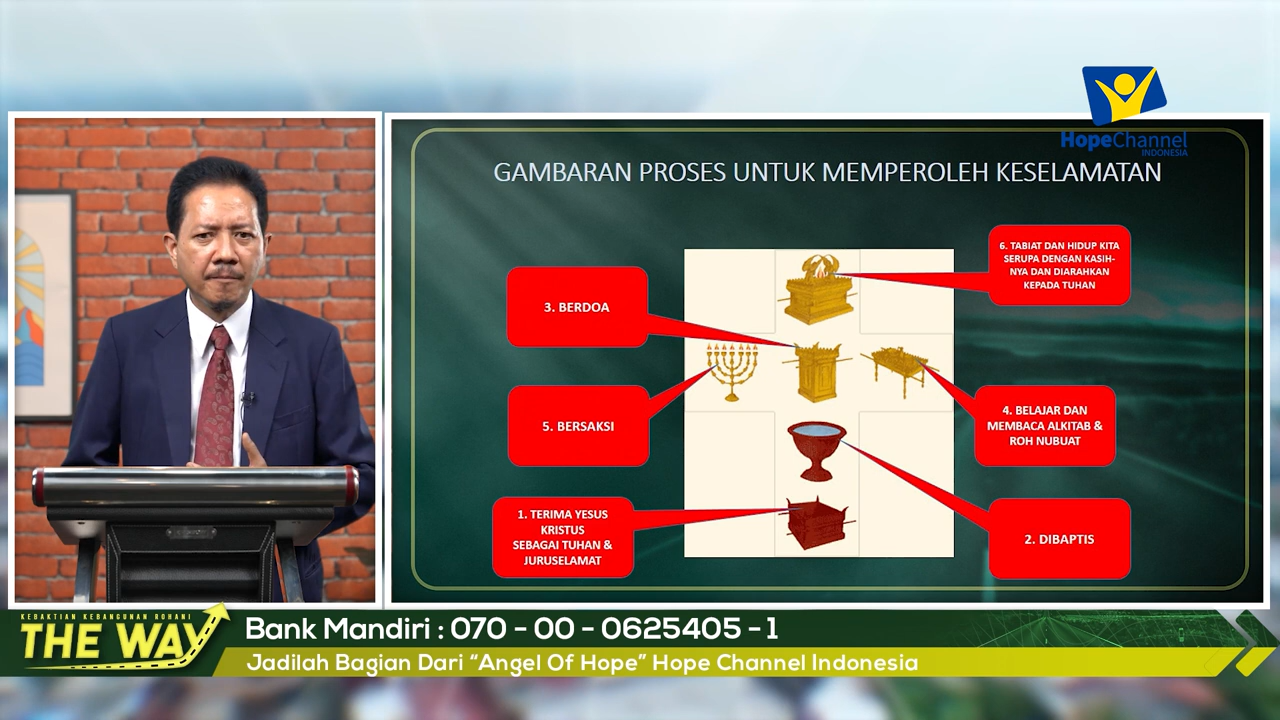 HopeChannel
INDONESIA
GAMBARAN PROSES UNTUK MEMPEROLEH KESELAMATAN
6. TABIAT DAN HIDUP KITA
SERUPA DENGAN KASIH-
NYA DAN DIARAHKAN
KEPADA TUHAN
3. BERDOA
5. BERSAKSI
4. BELAJAR DAN
MEMBACA ALKITAB &
ROH NUBUAT
1. TERIMA YESUS
KRISTUS
SEBAGAI TUHAN &
JURUSELAMAT
2. DIBAPTIS
KEBAKTIAN KEBANGUNAN ROHANI
THE WAY
Bank Mandiri : 070 - 00 - 0625405 - 1
Jadilah Bagian Dari “Angel Of Hope” Hope Channel Indonesia